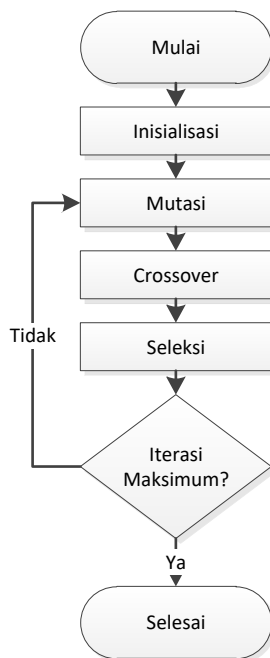 Mulai
Inisialisasi
Mutasi
Crossover
Tidak
Seleksi
Iterasi
Maksimum?
Ya
Selesai